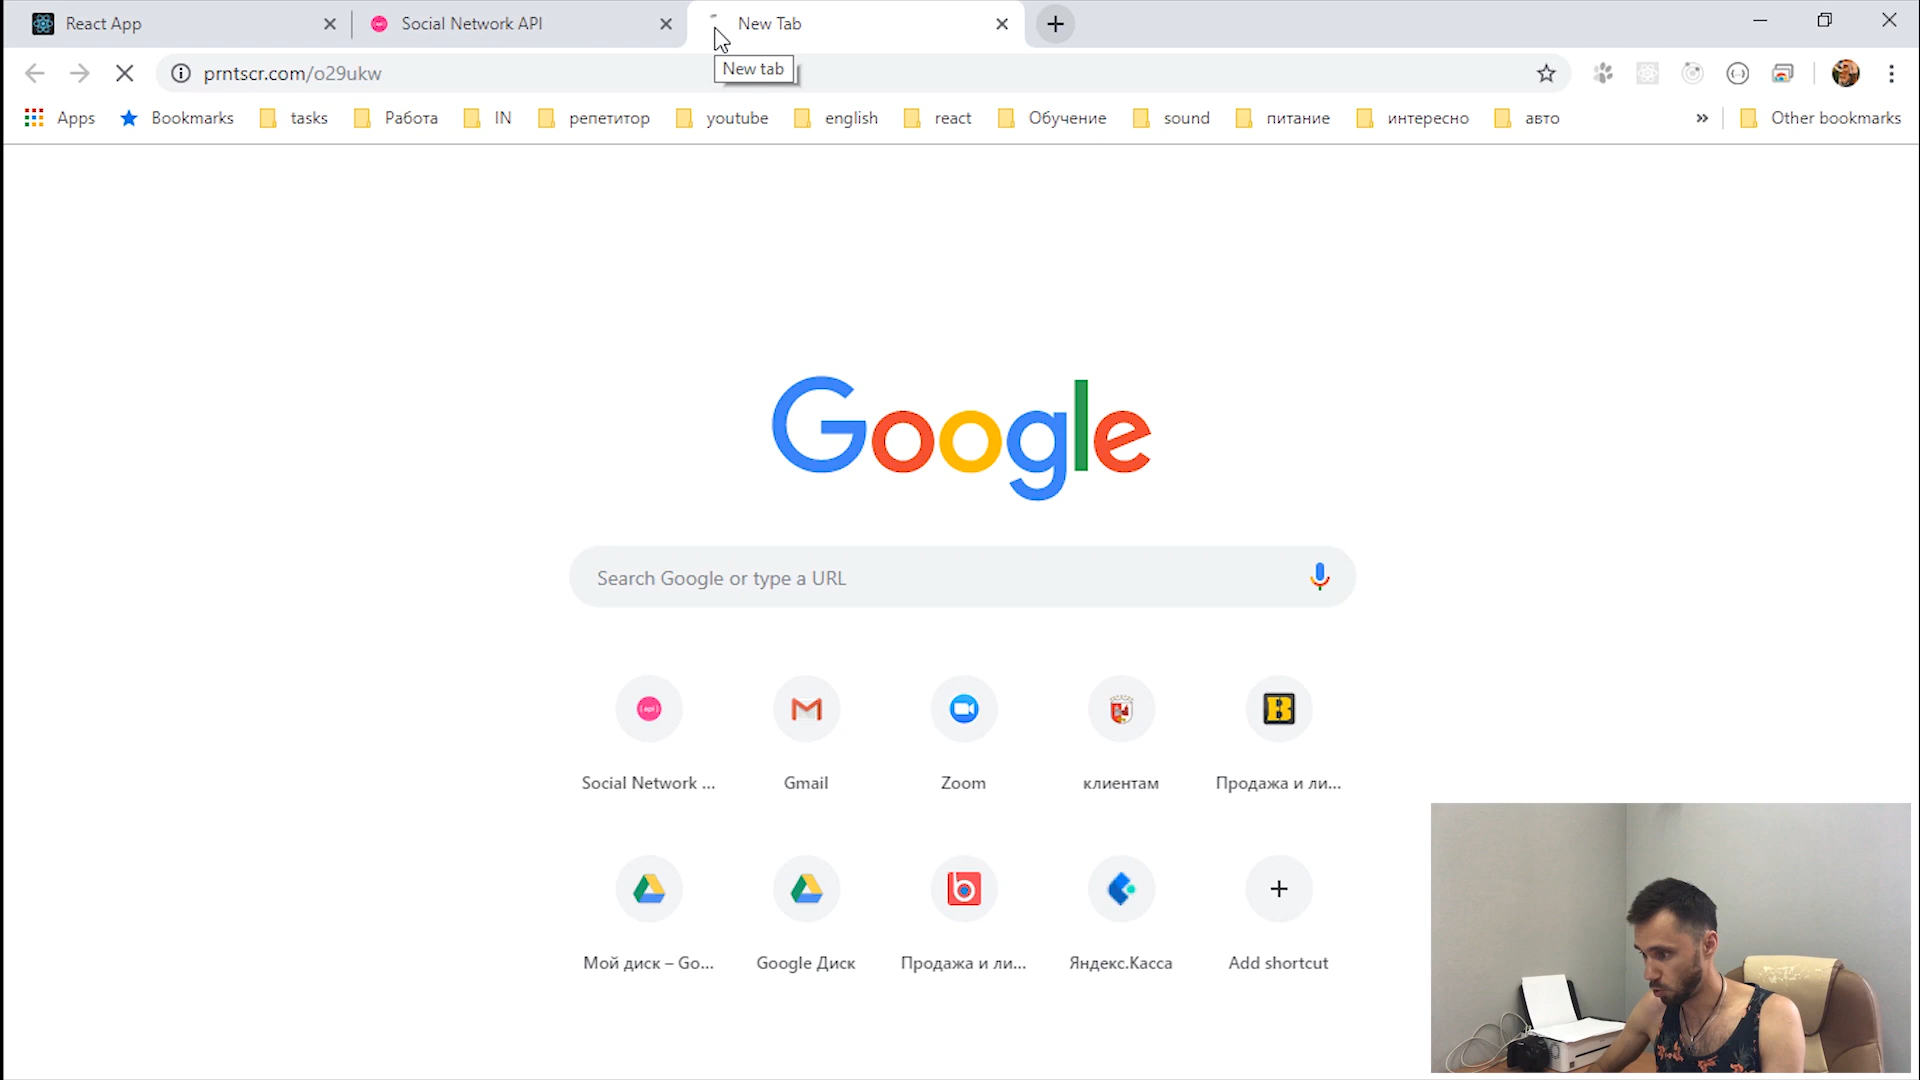 React App
Social Network API
New Tab
prntscr.com/o29ukw
New tab
Apps
Bookmarks
tasks
Работа
IN
репетитор
youtube
english
react
Обучение
sound
питание
интересно
авто
»
Other bookmarks
Google
Search Google or type a URL
Social Network ...
Gmail
Zoom
клиентам
Продажа и ли...
Мой диск – Go...
Google Диск
Продажа и ли...
Яндекс.Касса
Add shortcut